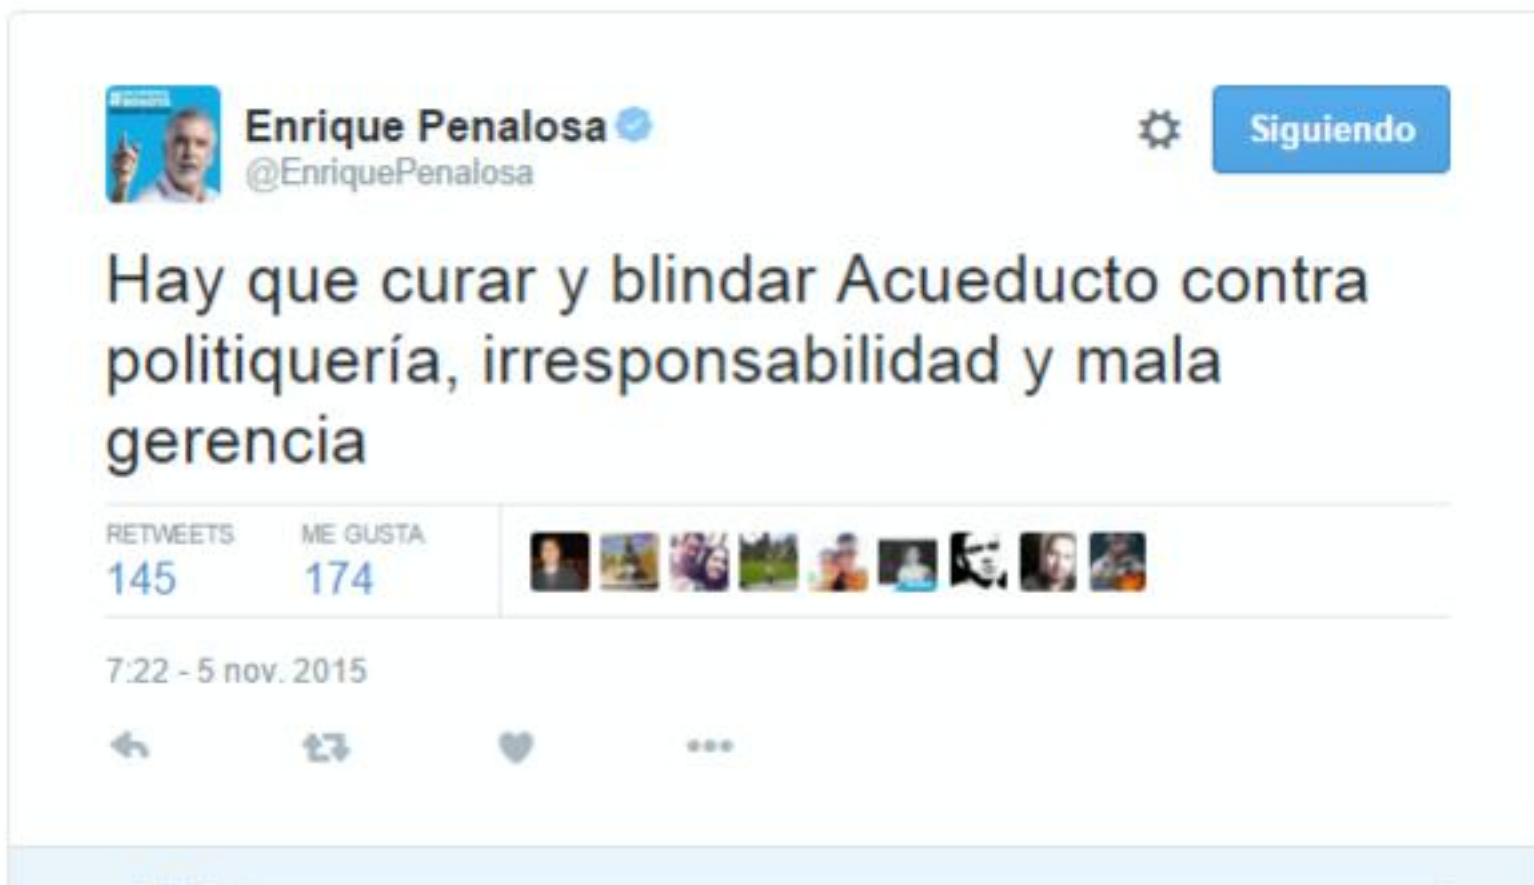 Enrique Penalosa
@EnriquePenalosa
Siguiendo
Hay que curar y blindar Acueducto contra
politiquería, irresponsabilidad y mala
gerencia
RETWEETS ME GUSTA
145 174
7:22 - 5 nov. 2015